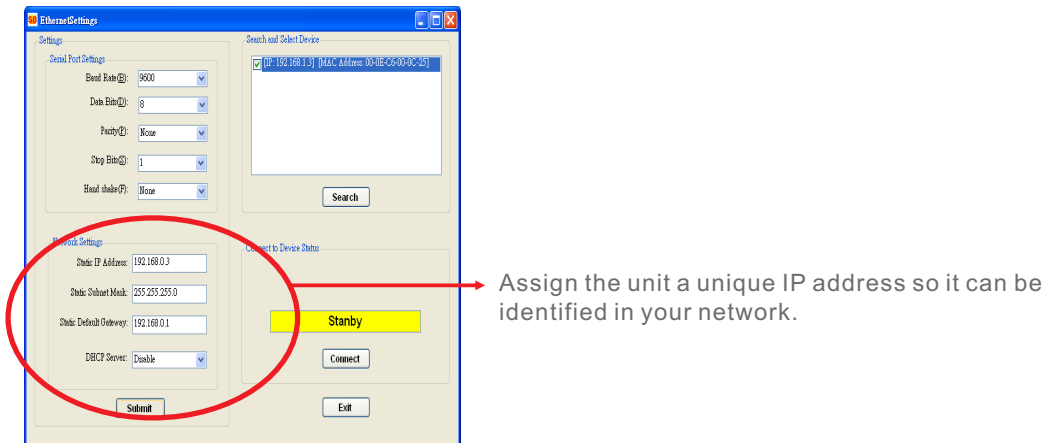 SB EthernetSettings
Settings
Serial Port Settings
Baud Rate(B): 9600
Data Bits(D): 8
Parity(P): None
Stop Bits(S): 1
Hand shake(F): None
Network Settings
Static IP Address: 192.168.0.3
Static Subnet Mask: 255.255.255.0
Static Default Gateway: 192.168.0.1
DHCP Server: Disable
Submit
Search and Select Device
[IP: 192.168.1.3] [MAC Address: 00-0E-C6-00-0C-25]
Search
Connect to Device Status
Stanby
Connect
Exit
Assign the unit a unique IP address so it can be
identified in your network.